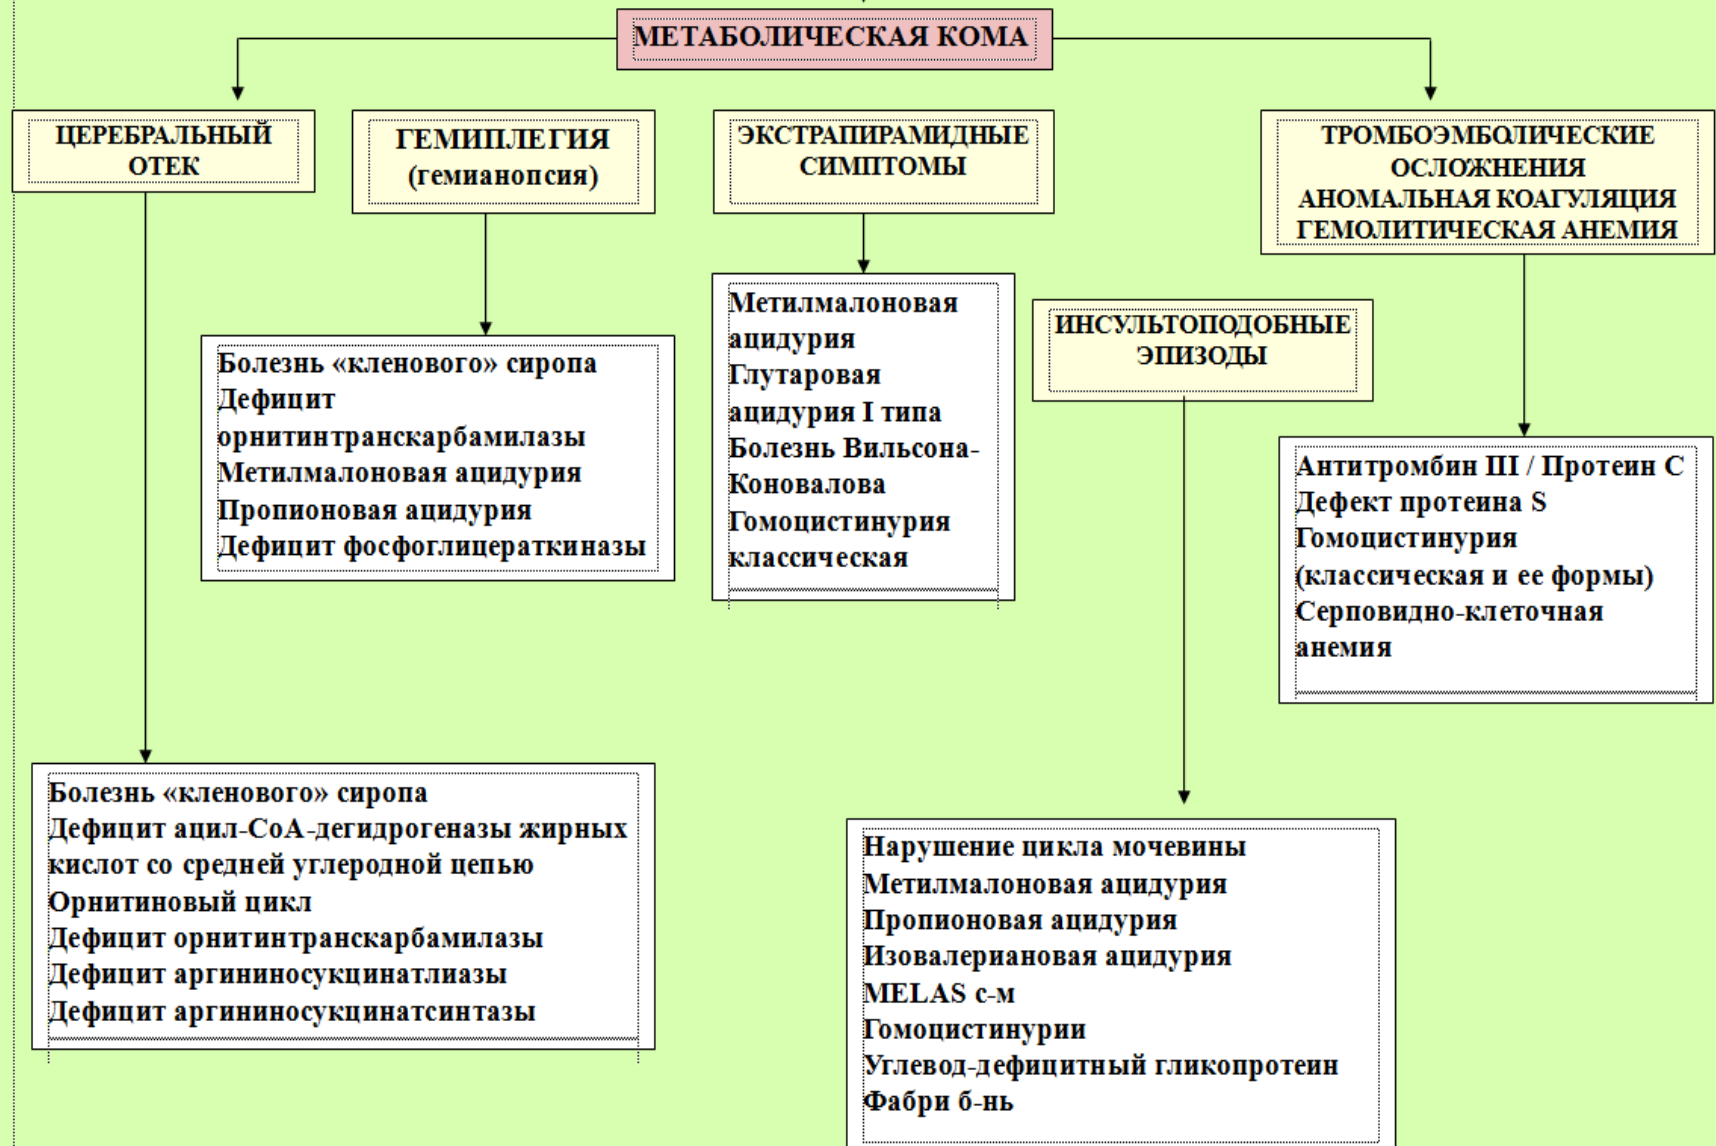 МЕТАБОЛИЧЕСКАЯ КОМА
ЦЕРЕБРАЛЬНЫЙ
ОТЕК
ГЕМИПЛЕГИЯ
(гемианопсия)
ЭКСТРАПИРАМИДНЫЕ
СИМПТОМЫ
ТРОМБОЭМБОЛИЧЕСКИЕ
ОСЛОЖНЕНИЯ
АНОМАЛЬНАЯ КОАГУЛЯЦИЯ
ГЕМОЛИТИЧЕСКАЯ АНЕМИЯ
Болезнь «кленового» сиропа
Дефицит
орнитинтранскарбамилазы
Метилмалоновая ацидурия
Пропионовая ацидурия
Дефицит фосфоглицераткиназы
Метилмалоновая
ацидурия
Глутаровая
ацидурия I типа
Болезнь Вильсона-
Коновалова
Гомоцистинурия
классическая
ИНСУЛЬТОПОДОБНЫЕ
ЭПИЗОДЫ
Антитромбин III / Протеин С
Дефект протеина S
Гомоцистинурия
(классическая и ее формы)
Серповидно-клеточная
анемия
Болезнь «кленового» сиропа
Дефицит ацил-СоА-дегидрогеназы жирных
кислот со средней углеродной цепью
Орнитиновый цикл
Дефицит орнитинтранскарбамилазы
Дефицит аргининосукцинатлиазы
Дефицит аргининосукцинатсинтазы
Нарушение цикла мочевины
Метилмалоновая ацидурия
Пропионовая ацидурия
Изовалериановая ацидурия
MELAS с-м
Гомоцистинурии
Углевод-дефицитный гликопротеин
Фабри б-нь